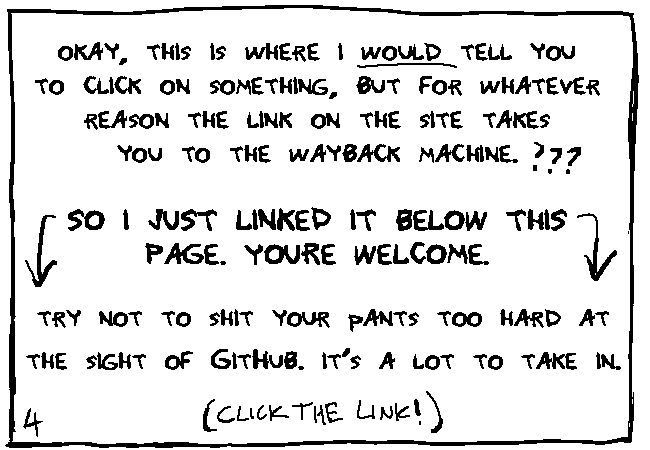 OKAY, THIS IS WHERE I WOULD TELL YOU
TO CLICK ON SOMETHING, BUT FOR WHATEVER
REASON THE LINK ON THE SITE TAKES
YOU TO THE WAYBACK MACHINE. ???
SO I JUST LINKED IT BELOW THIS
PAGE. YOURE WELCOME.
TRY NOT TO SHIT YOUR PANTS TOO HARD AT
THE SIGHT OF GITHUB. IT'S A LOT TO TAKE IN.
(CLICK THE LINK!)
4